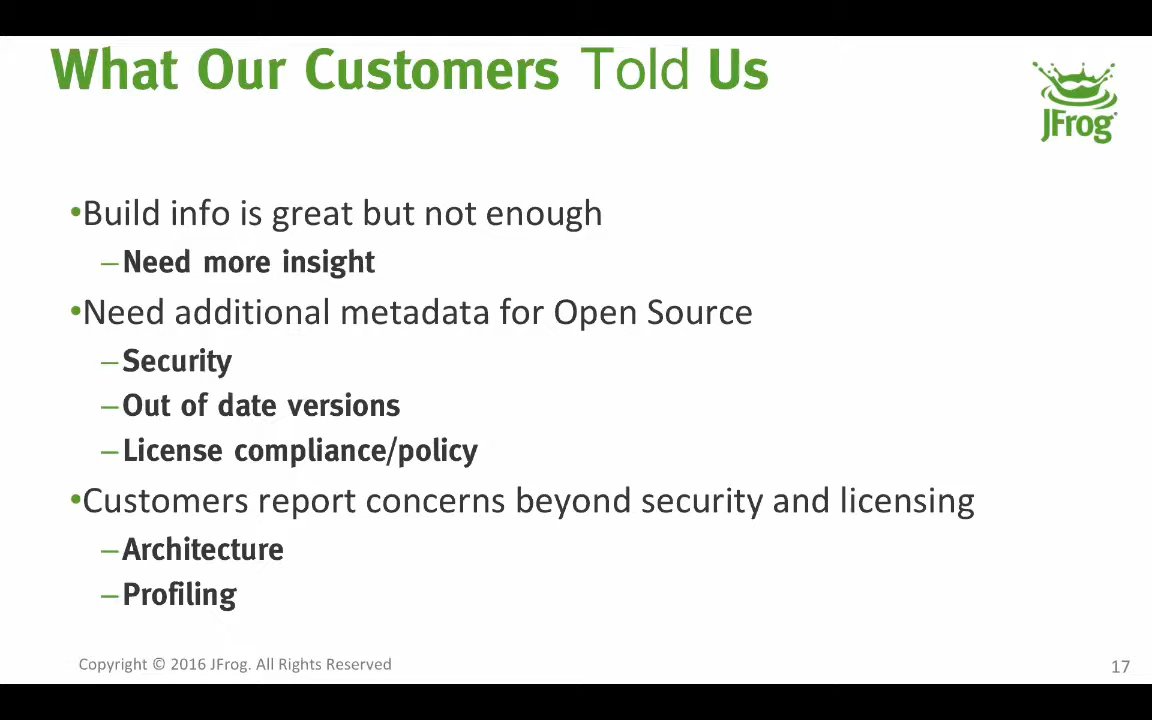 What Our Customers Told Us
JFrog
•Build info is great but not enough
–Need more insight
•Need additional metadata for Open Source
–Security
–Out of date versions
–License compliance/policy
•Customers report concerns beyond security and licensing
–Architecture
–Profiling
Copyright © 2016 JFrog. All Rights Reserved
17